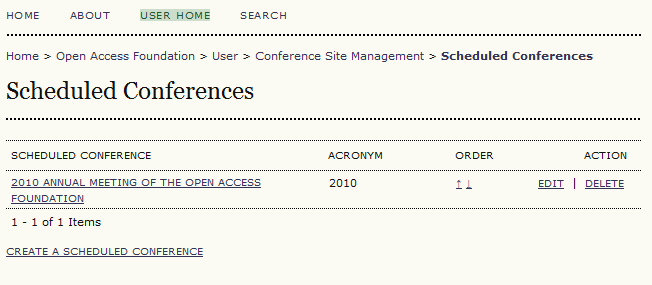 HOME ABOUT USER HOME SEARCH
Home > Open Access Foundation > User > Conference Site Management > Scheduled Conferences
Scheduled Conferences
SCHEDULED CONFERENCE ACRONYM ORDER ACTION
2010 ANNUAL MEETING OF THE OPEN ACCESS 2010 ↑ ↓ EDIT | DELETE
FOUNDATION
1 - 1 of 1 Items
CREATE A SCHEDULED CONFERENCE